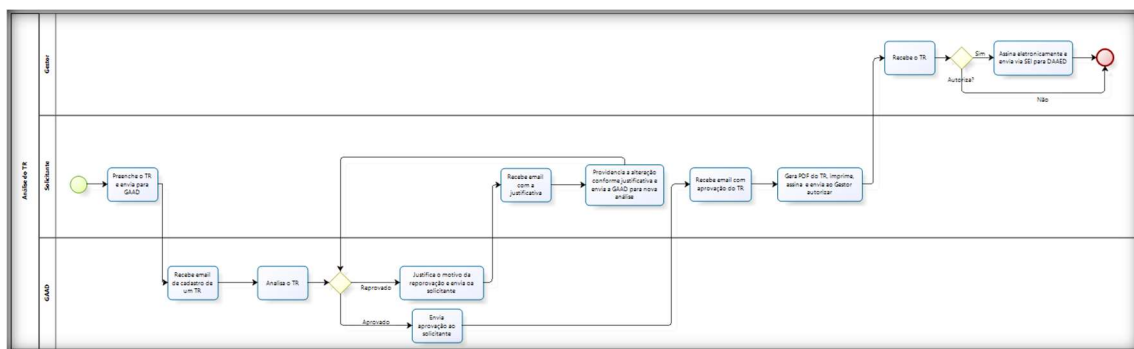 Análise do TR
Gestor
Recebe o TR
Autoriza?
Sim
Assina eletronicamente e
envia via SEI para DAAED
Não
Solicitante
Preenche o TR
e envia para
GAAD
Recebe email
com a
justificativa
Providencia a alteração
conforme justificativa e
envia a GAAD para nova
análise
Recebe email com
aprovação do TR
Gera PDF do TR, imprime,
assina e envia ao Gestor
autorizar
GAAD
Recebe email
de cadastro de
um TR
Analisa o TR
Reprovado
Justifica o motivo da
reporovação e envia oa
solicitante
Aprovado
Envia
aprovação ao
solicitante